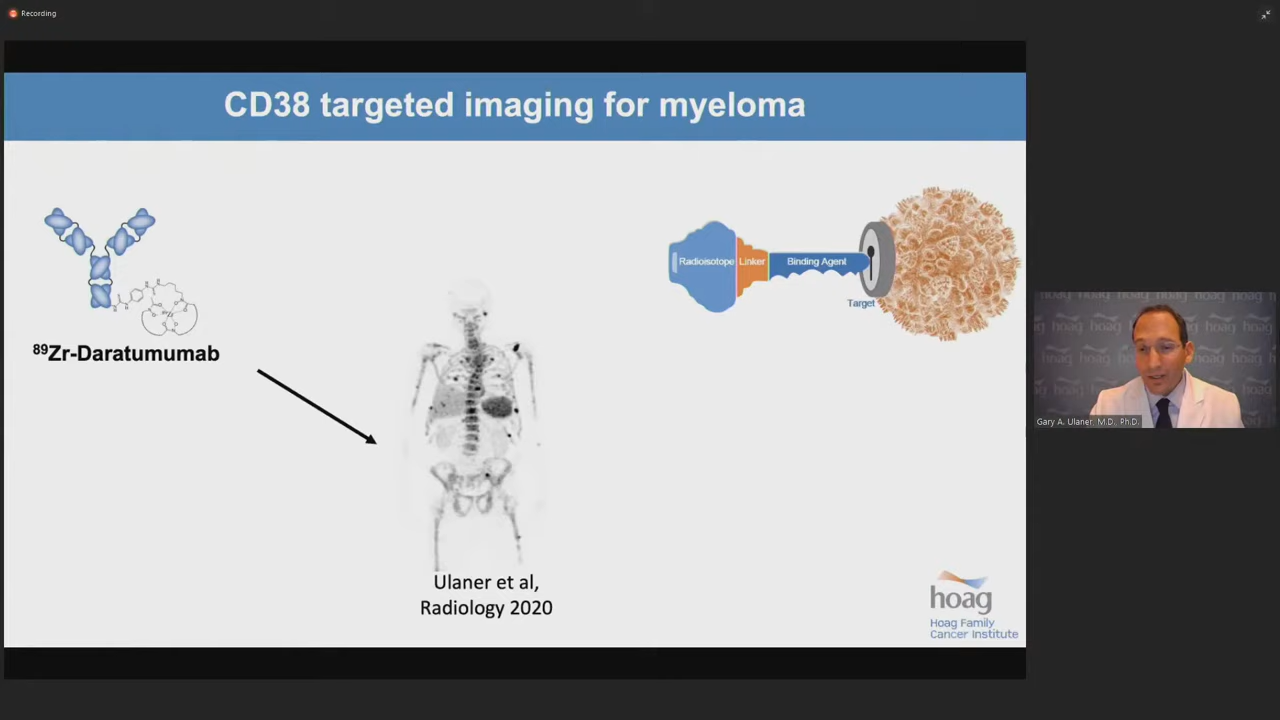 Recording
CD38 targeted imaging for myeloma
Radioisotope
Linker
Binding Agent
Target
89Zr-Daratumumab
Ulaner et al,
Radiology 2020
hoag
Hoag Family
Cancer Institute
hoag
Gary A. Ulaner, M.D., Ph.D.